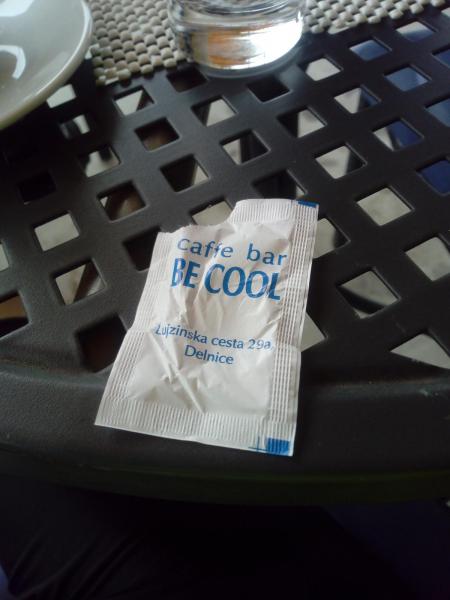 caffe bar
BE COOL
Lujzinska cesta 29a,
Delnice